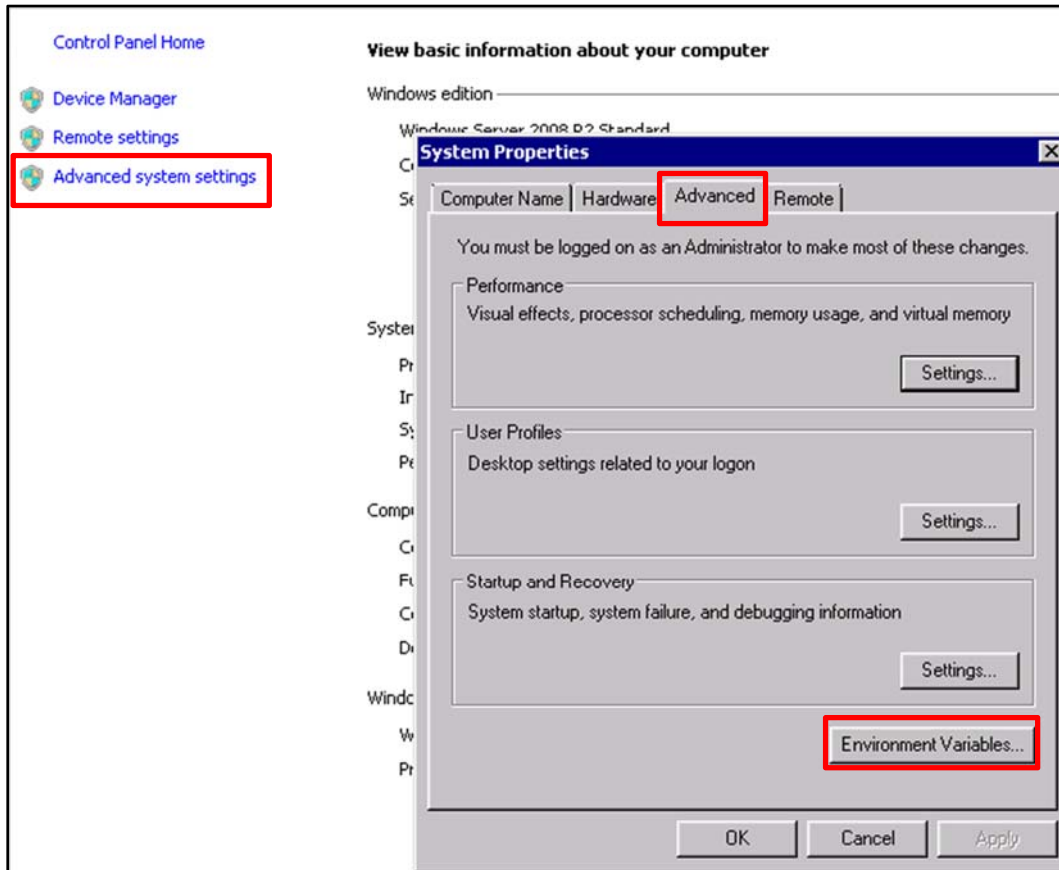 Control Panel Home
Device Manager
Remote settings
Advanced system settings
View basic information about your computer
Windows edition
Windows Server 2008 R2 Standard
System Properties
Computer Name
Hardware
Advanced
Remote
You must be logged on as an Administrator to make most of these changes.
Performance
Visual effects, processor scheduling, memory usage, and virtual memory
Settings...
User Profiles
Desktop settings related to your logon
Settings...
Startup and Recovery
System startup, system failure, and debugging information
Settings...
Environment Variables...
OK
Cancel
Apply